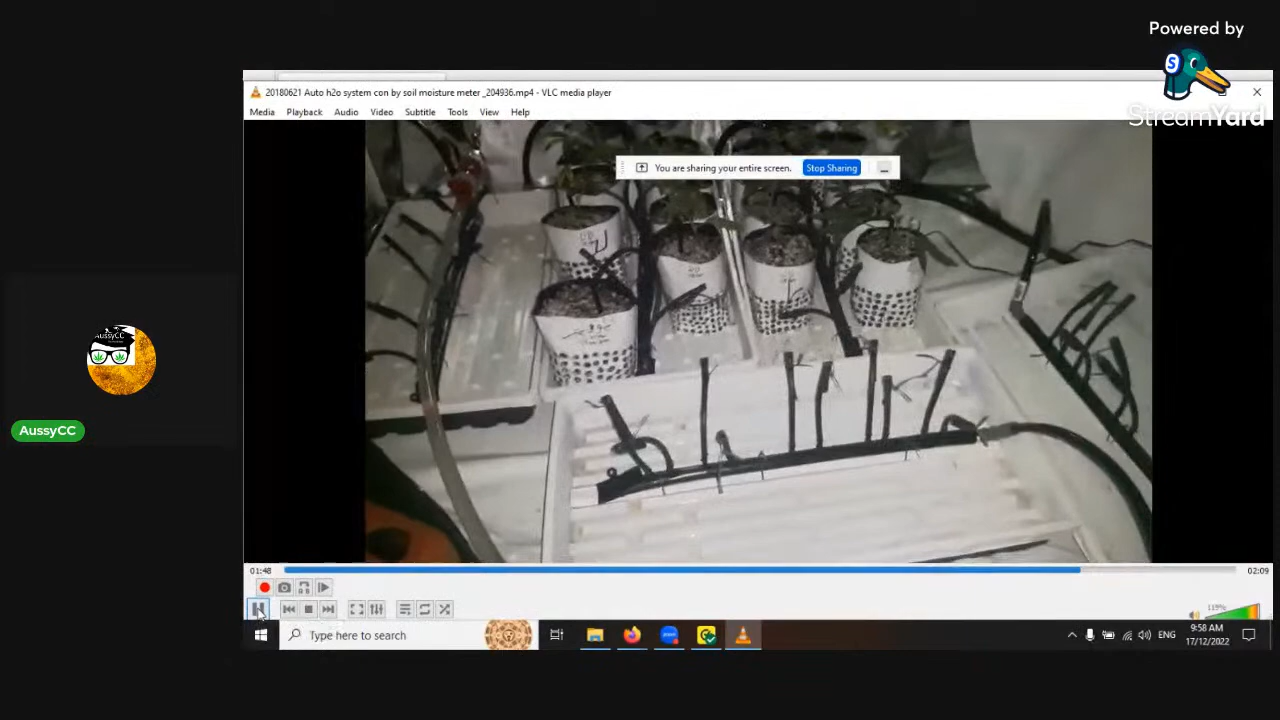 Powered by
S
StreamYard
20180621 Auto h2o system con by soil moisture meter _204936.mp4 - VLC media player
Media Playback Audio Video Subtitle Tools View Help
You are sharing your entire screen. Stop Sharing
AussyCC
AussyCC
01:48
02:09
119%
Type here to search
ENG
9:58 AM
17/12/2022